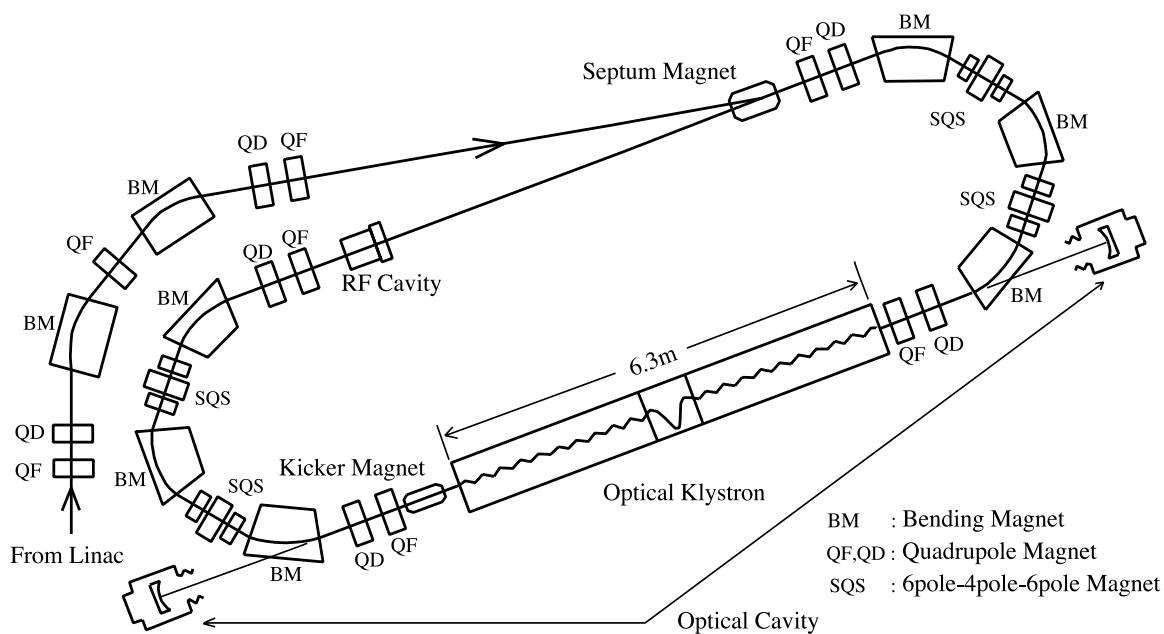 BM
QD
QF
Septum Magnet
SQS
BM
QD
QF
BM
SQS
QF
QD
QF
RF Cavity
BM
BM
BM
6.3m
QF
QD
SQS
QD
QF
Kicker Magnet
SQS
BM
Optical Klystron
QF
QD
BM
From Linac
BM : Bending Magnet
QF,QD : Quadrupole Magnet
SQS : 6pole-4pole-6pole Magnet
Optical Cavity